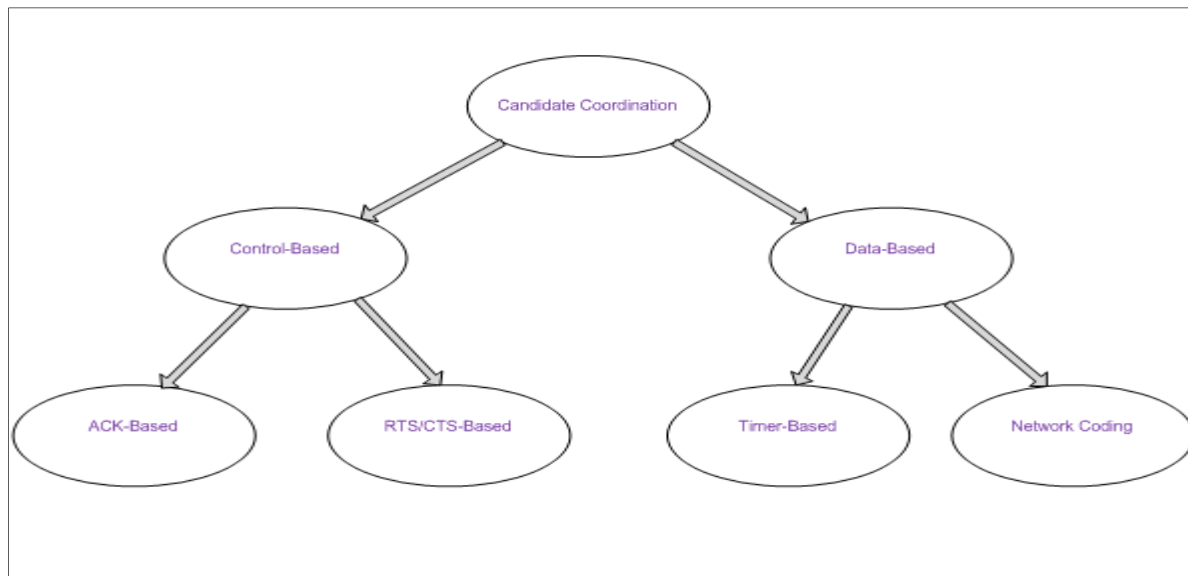 Candidate Coordination
Control-Based
Data-Based
ACK-Based
RTS/CTS-Based
Timer-Based
Network Coding